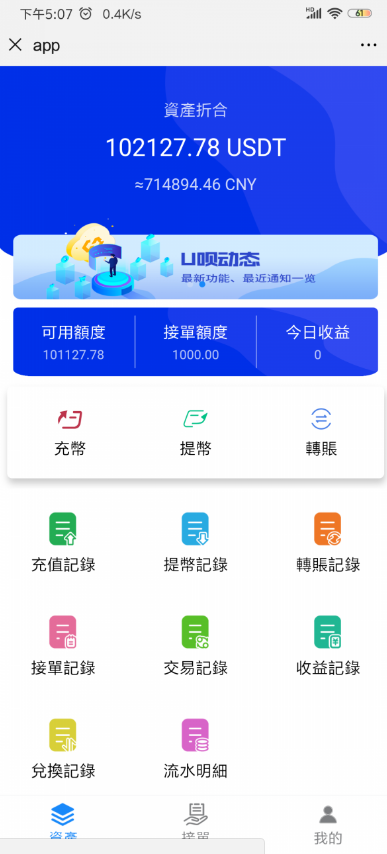 下午5:07 0.4K/s HD 61
app
資產折合
102127.78 USDT
≈714894.46 CNY
U呗动态
最新功能、最近通知一览
可用額度 接單額度 今日收益
101127.78 1000.00 0
充幣 提幣 轉賬
充值記錄 提幣記錄 轉賬記錄
接單記錄 交易記錄 收益記錄
兌換記錄 流水明細
資產 接單 我的